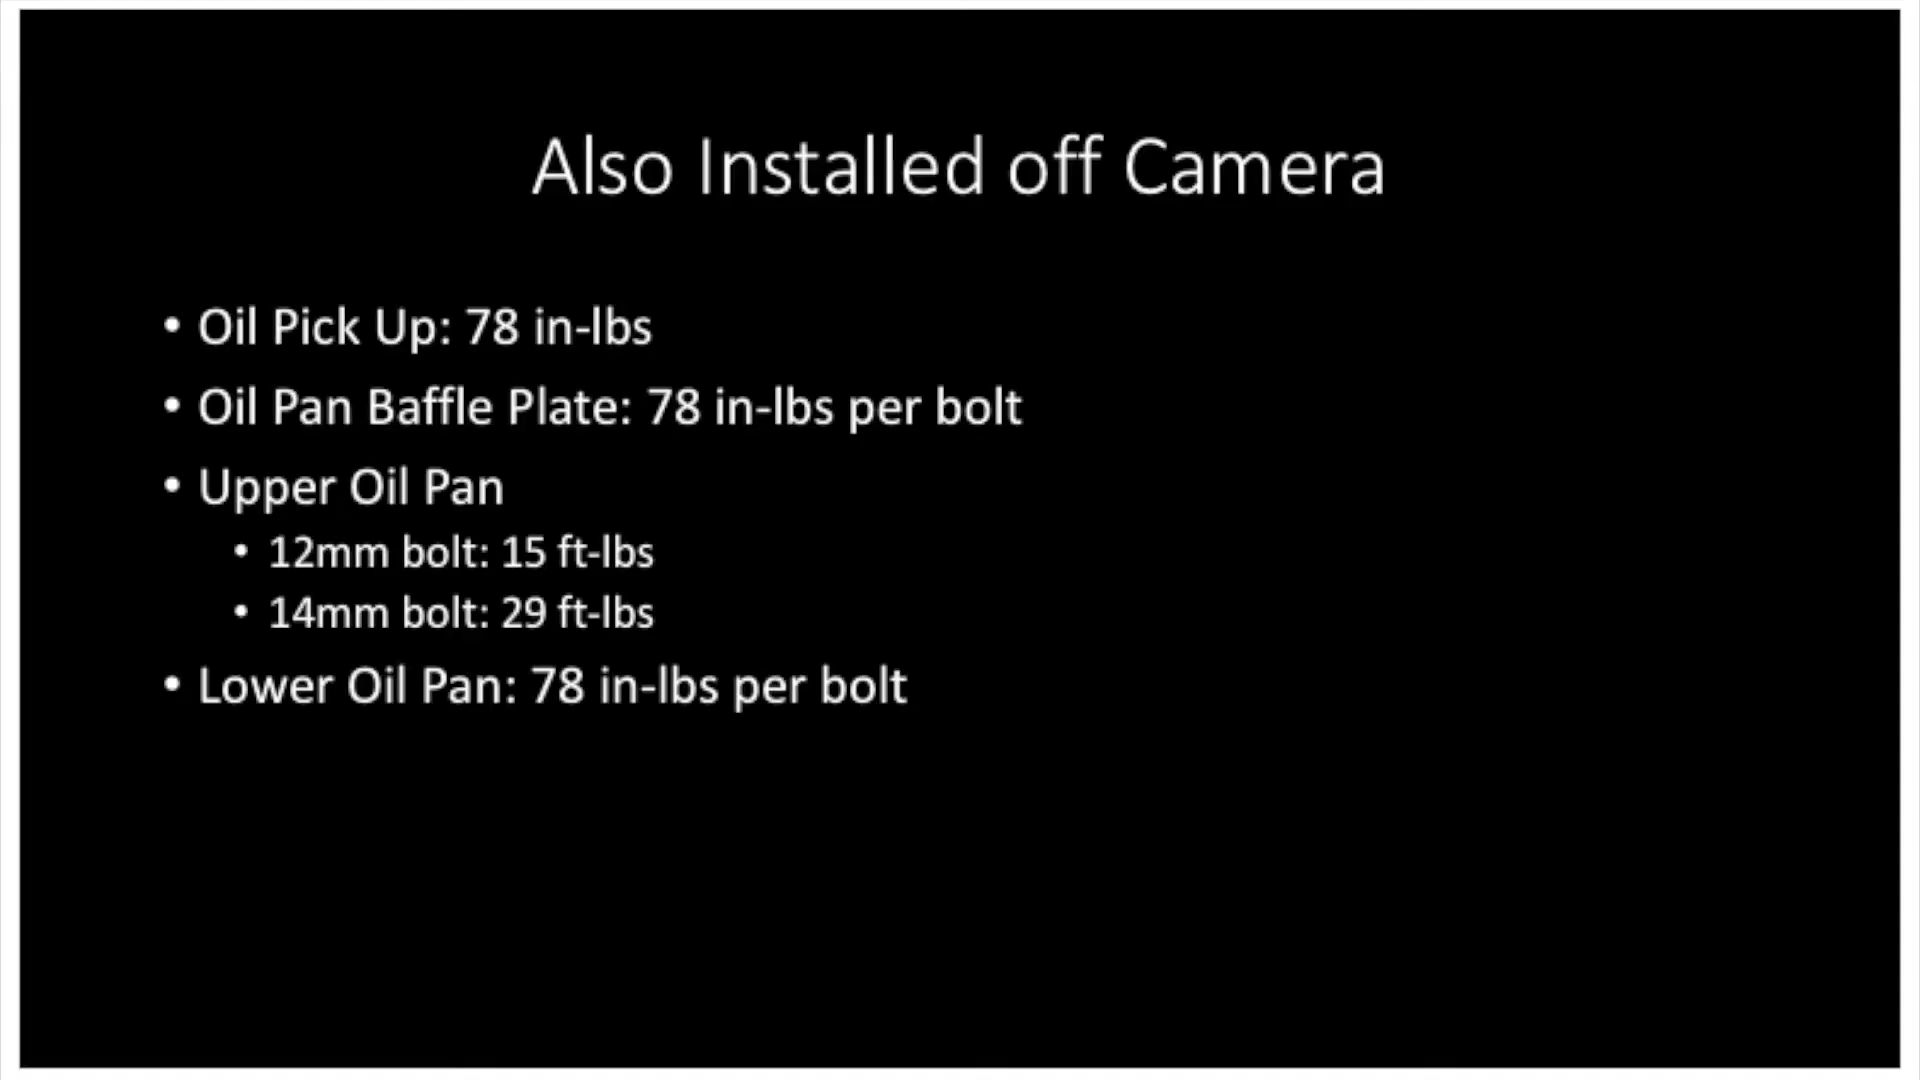 Also Installed off Camera
• Oil Pick Up: 78 in-lbs
• Oil Pan Baffle Plate: 78 in-lbs per bolt
• Upper Oil Pan
• 12mm bolt: 15 ft-lbs
• 14mm bolt: 29 ft-lbs
• Lower Oil Pan: 78 in-lbs per bolt